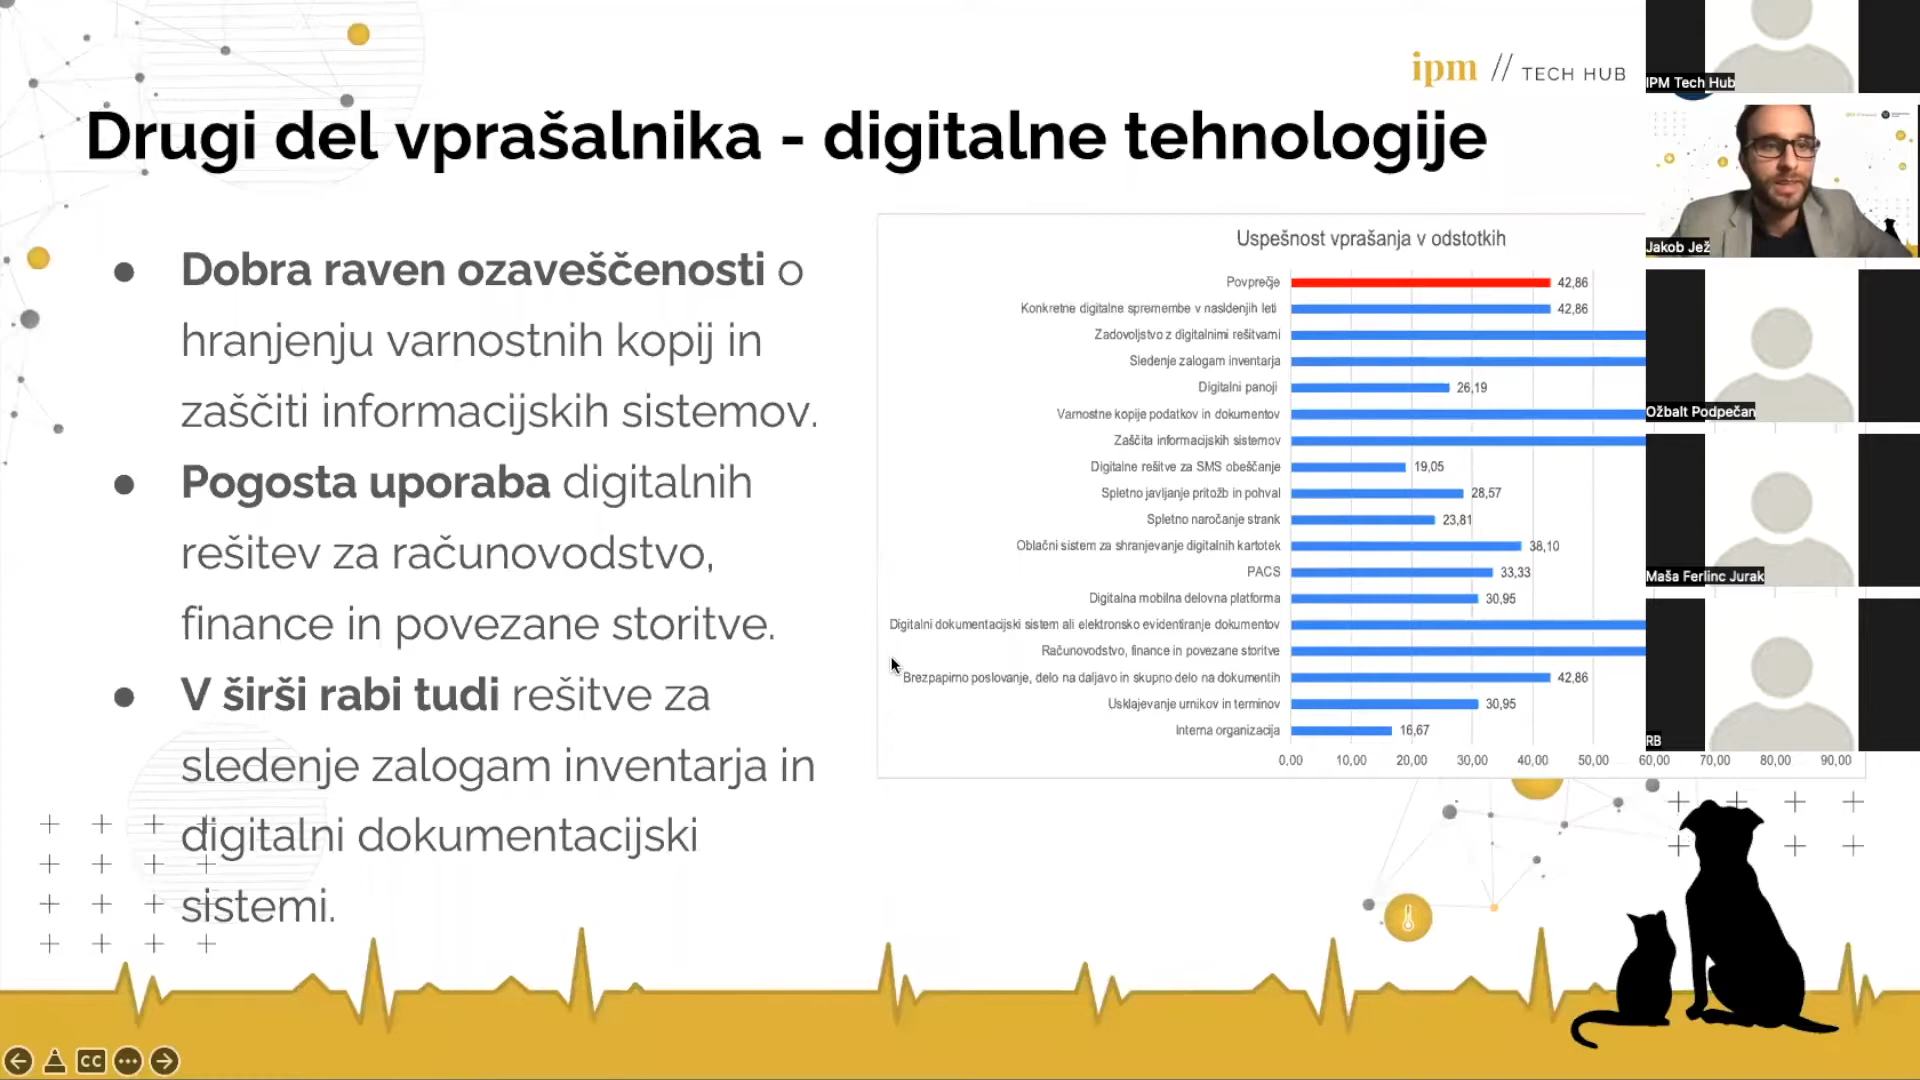 ipm // TECH HUB
Drugi del vprašalnika - digitalne tehnologije
● Dobra raven ozaveščenosti o
hranjenju varnostnih kopij in
zaščiti informacijskih sistemov.
● Pogosta uporaba digitalnih
rešitev za računovodstvo,
finance in povezane storitve.
● V širši rabi tudi rešitve za
sledenje zalogam inventarja in
digitalni dokumentacijski
sistemi.
Uspešnost vprašanja v odstotkih
Povprečje 42,86
Konkretne digitalne spremembe v nasldenjih leti 42,86
Zadovoljstvo z digitalnimi rešitvami
Sledenje zalogam inventarja
Digitalni panoji 26,19
Varnostne kopije podatkov in dokumentov
Zaščita informacijskih sistemov
Digitalne rešitve za SMS obeščanje 19,05
Spletno javljanje pritožb in pohval 28,57
Spletno naročanje strank 23,81
Oblačni sistem za shranjevanje digitalnih kartotek 38,10
PACS 33,33
Digitalna mobilna delovna platforma 30,95
Digitalni dokumentacijski sistem ali elektronsko evidentiranje dokumentov
Računovodstvo, finance in povezane storitve
Brezpapirno poslovanje, delo na daljavo in skupno delo na dokumentih 42,86
Usklajevanje urnikov in terminov 30,95
Interna organizacija 16,67
0,00 10,00 20,00 30,00 40,00 50,00 60,00 70,00 80,00 90,00
IPM Tech Hub
Jakob Jež
Ožbalt Podpečan
Maša Ferlinc Jurak
RB
CC